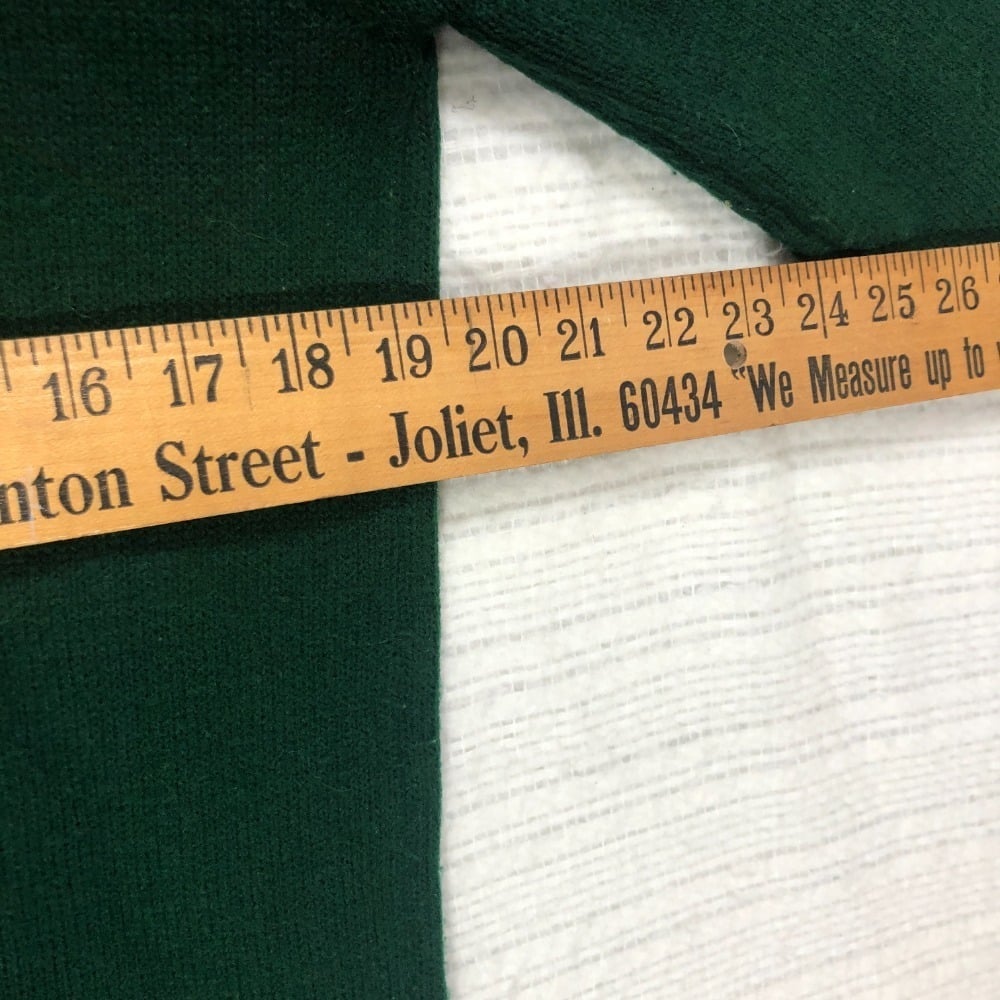 16 17 18 19 20 21 22 23 24 25 26
nton Street - Joliet, Ill. 60434 "We Measure up to